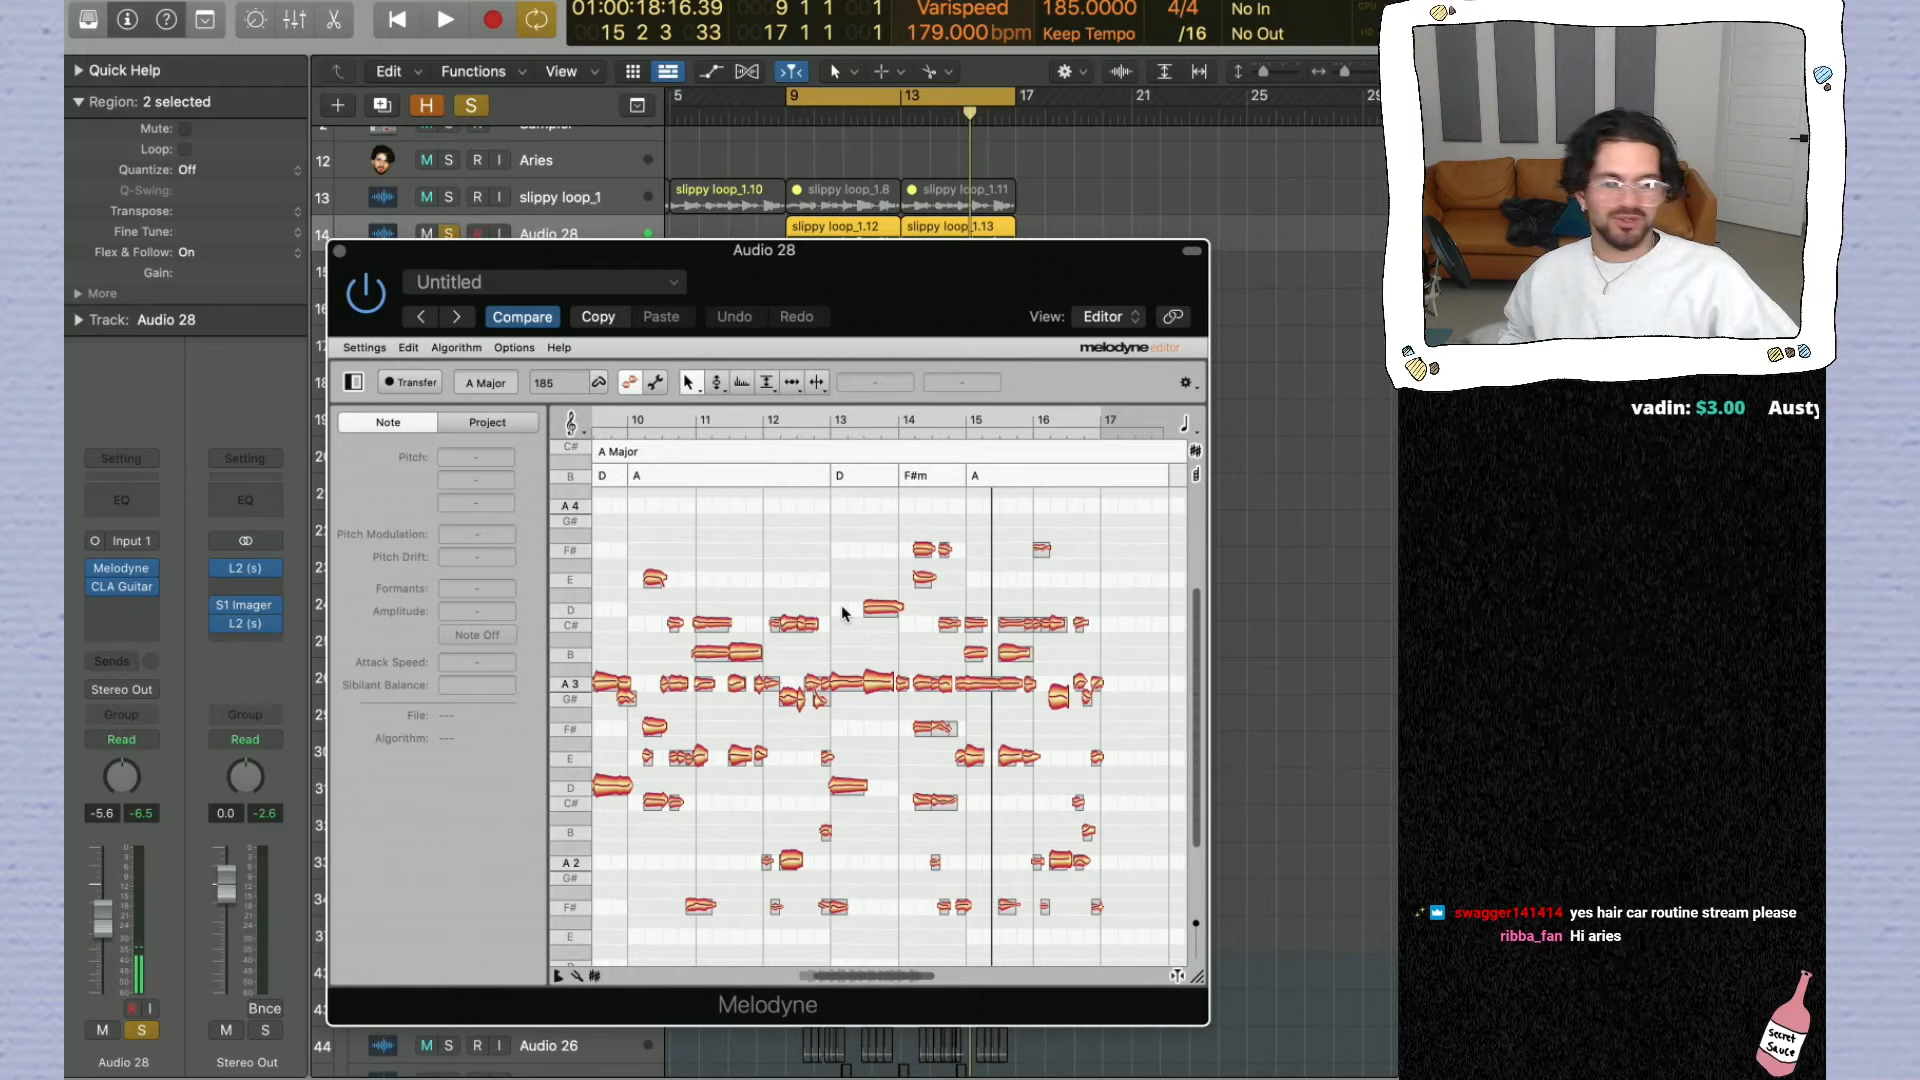 01:00:18:16.39
15 2 3 33
9 1 1 1
17 1 1 1
Varispeed
179.000bpm
185.0000
Keep Tempo
4/4
/16
No In
No Out
Quick Help
Region: 2 selected
Mute:
Loop:
Quantize: Off
Q-Swing:
Transpose:
Fine Tune:
Flex & Follow: On
Gain:
More
Track: Audio 28
Edit Functions View
H S
5 9 13 17 21 25 29
12 M S R I Aries
13 M S R I slippy loop_1
slippy loop_1.10 slippy loop_1.8 slippy loop_1.11
14 M S R I Audio 28
slippy loop_1.12 slippy loop_1.13
Audio 28
Untitled
Compare Copy Paste Undo Redo View: Editor
Settings Edit Algorithm Options Help melodyne editor
Transfer A Major 185 - -
Note Project
10 11 12 13 14 15 16 17
A Major
D A D F#m A
Pitch: -
-
-
Pitch Modulation: -
Pitch Drift: -
Formants: -
Amplitude: -
Note Off
Attack Speed: -
Sibilant Balance:
File: ---
Algorithm: ---
C#
B
A 4
G#
F#
E
D
C#
B
A 3
G#
F#
E
D
C#
B
A 2
G#
F#
E
Melodyne
Setting Setting
EQ EQ
Input 1
Melodyne L2 (s)
CLA Guitar
S1 Imager
L2 (s)
Sends
Stereo Out
Group Group
Read Read
-5.6 -6.5 0.0 -2.6
R I Bnce
M S M S
Audio 28 Stereo Out
44 M S R I Audio 26
vadin: $3.00 Austy
swagger141414 yes hair car routine stream please
ribba_fan Hi aries
Secret
Sauce